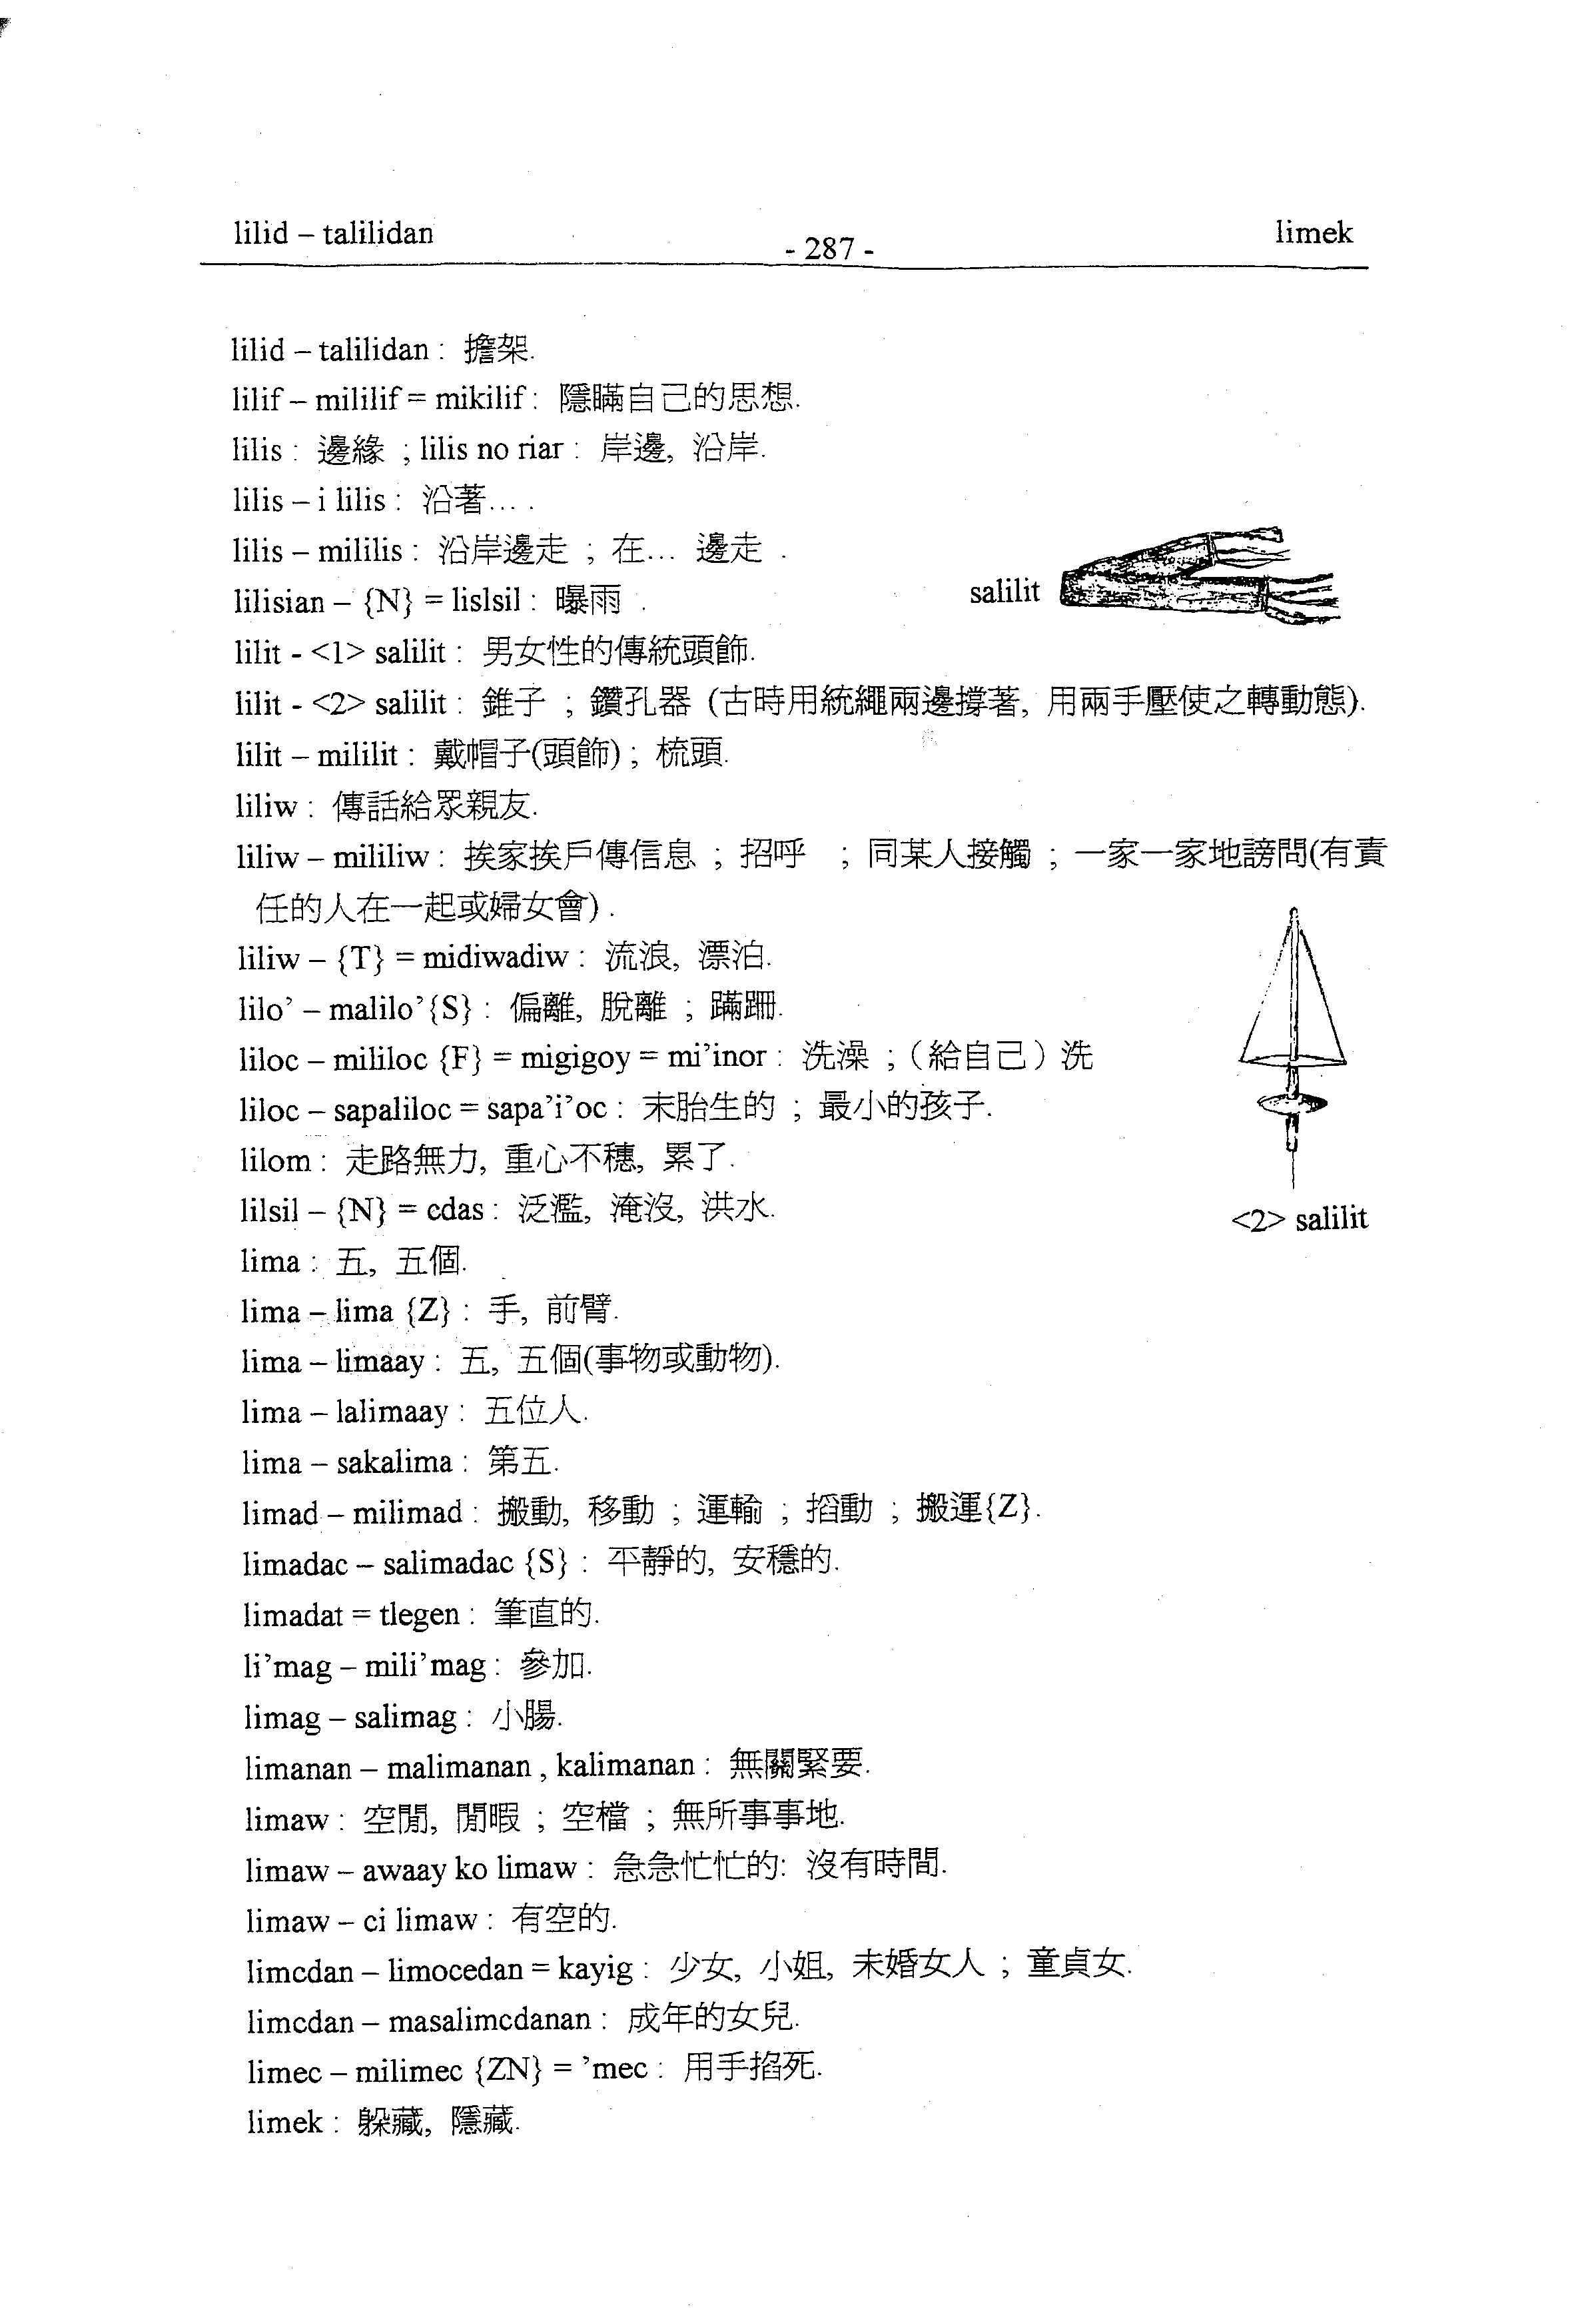 lilid – talilidan
- 287 -
limek
lilid – talilidan : 擔架.
lilif – mililif = mikilif : 隱瞞自己的思想.
lilis : 邊緣 ; lilis no riar : 岸邊, 沿岸.
lilis – i lilis : 沿著... .
lilis – mililis : 沿岸邊走 ; 在... 邊走 .
lilisian – {N} = lislsil : 曝雨 .
salilit
lilit - <1> salilit : 男女性的傳統頭飾.
lilit - <2> salilit : 錐子 ; 鑽孔器 (古時用統繩兩邊撐著, 用兩手壓使之轉動態).
lilit – mililit : 戴帽子(頭飾) ; 梳頭.
liliw : 傳話給眾親友.
liliw – mililiw : 挨家挨戶傳信息 ; 招呼 ; 同某人接觸 ; 一家一家地謗問(有責
任的人在一起或婦女會) .
liliw – {T} = midiwadiw : 流浪, 漂泊.
lilo’ – malilo’{S} : 偏離, 脫離 ; 蹣跚.
liloc – mililoc {F} = migigoy = mi’inor : 洗澡 ;（給自己）洗
liloc – sapaliloc = sapa’i’oc : 末胎生的 ; 最小的孩子.
lilom : 走路無力, 重心不穗, 累了.
lilsil – {N} = cdas : 泛濫, 淹沒, 洪水.
<2> salilit
lima : 五, 五個.
lima – lima {Z} : 手, 前臂.
lima – limaay : 五, 五個(事物或動物).
lima – lalimaay : 五位人.
lima – sakalima : 第五.
limad – milimad : 搬動, 移動 ; 運輸 ; 搯動 ; 搬運{Z}.
limadac – salimadac {S} : 平靜的, 安穩的.
limadat = tlegen : 筆直的.
li’mag – mili’mag : 參加.
limag – salimag : 小腸.
limanan – malimanan , kalimanan : 無關緊要.
limaw : 空閒, 閒暇 ; 空檔 ; 無所事事地.
limaw – awaay ko limaw : 急急忙忙的: 沒有時間.
limaw – ci limaw : 有空的.
limcdan – limocedan = kayig : 少女, 小姐, 未婚女人 ; 童貞女.
limcdan – masalimcdanan : 成年的女兒.
limec – milimec {ZN} = ’mec : 用手掐死.
limek : 躲藏, 隱藏.